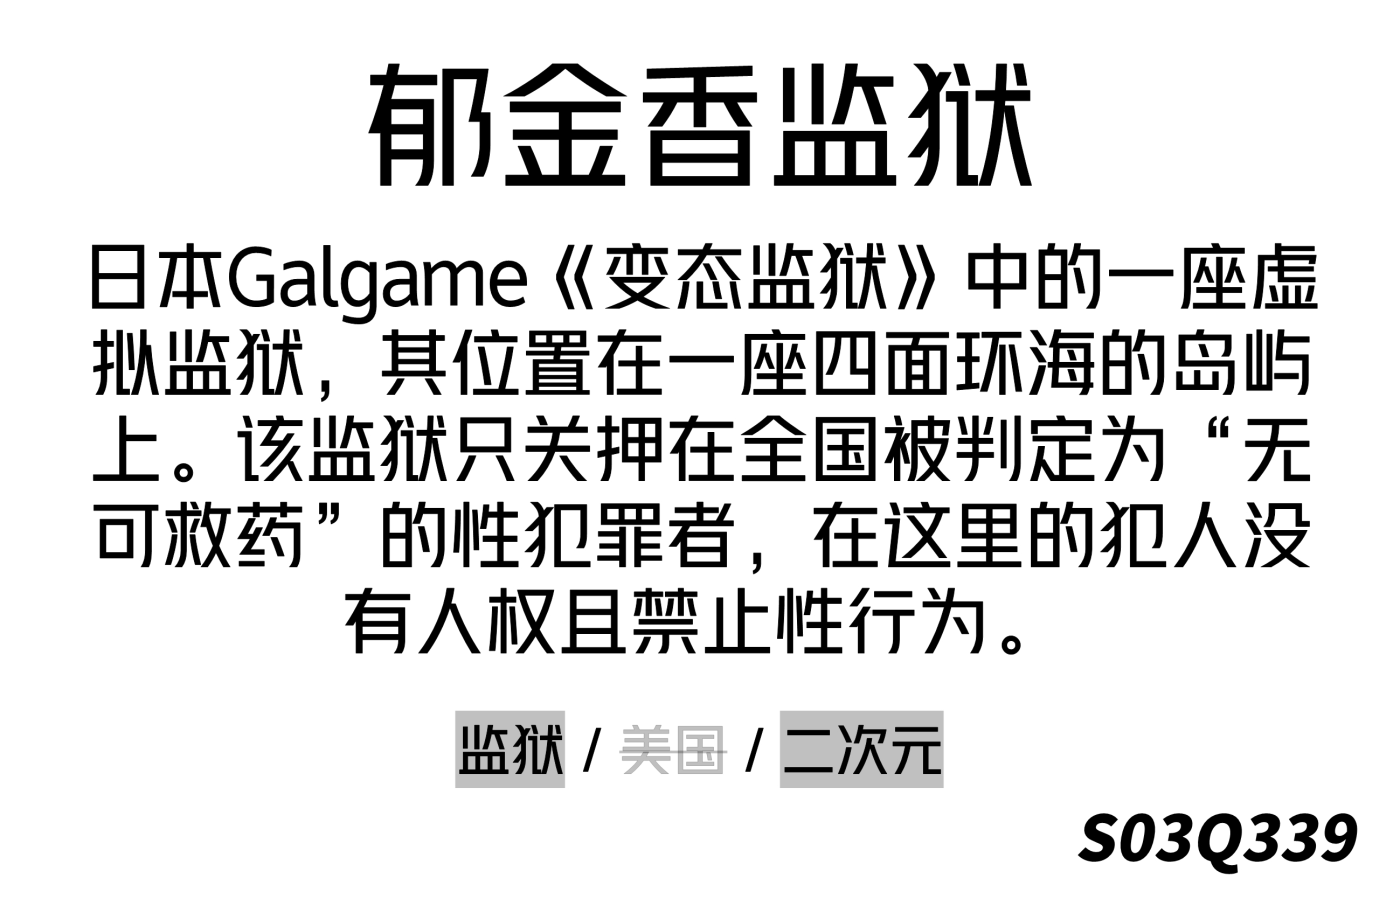 郁金香监狱
日本Galgame《变态监狱》中的一座虚
拟监狱，其位置在一座四面环海的岛屿
上。该监狱只关押在全国被判定为“无
可救药”的性犯罪者，在这里的犯人没
有人权且禁止性行为。
监狱 / 美国 / 二次元
S03Q339